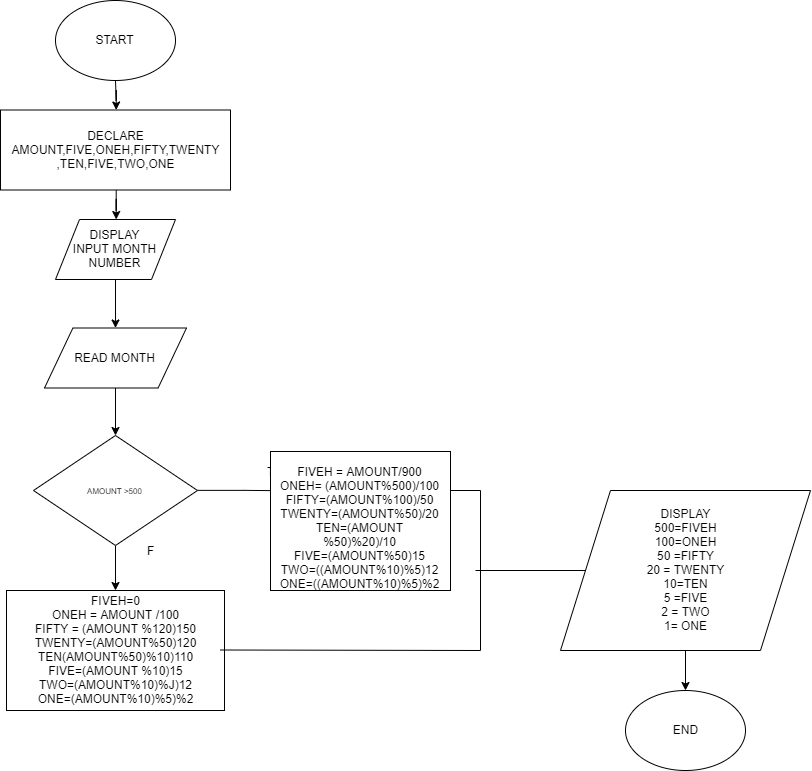 START
DECLARE
AMOUNT,FIVE,ONEH,FIFTY,TWENTY
,TEN,FIVE,TWO,ONE
DISPLAY
INPUT MONTH
NUMBER
READ MONTH
AMOUNT >500
F
FIVEH = AMOUNT/900
ONEH= (AMOUNT%500)/100
FIFTY=(AMOUNT%100)/50
TWENTY=(AMOUNT%50)/20
TEN=(AMOUNT
%50)%20)/10
FIVE=(AMOUNT%50)15
TWO=((AMOUNT%10)%5)12
ONE=((AMOUNT%10)%5)%2
FIVEH=0
ONEH = AMOUNT /100
FIFTY = (AMOUNT %120)150
TWENTY=(AMOUNT%50)120
TEN(AMOUNT%50)%10)110
FIVE=(AMOUNT %10)15
TWO=(AMOUNT%10)%J)12
ONE=(AMOUNT%10)%5)%2
DISPLAY
500=FIVEH
100=ONEH
50 =FIFTY
20 = TWENTY
10=TEN
5 =FIVE
2 = TWO
1= ONE
END